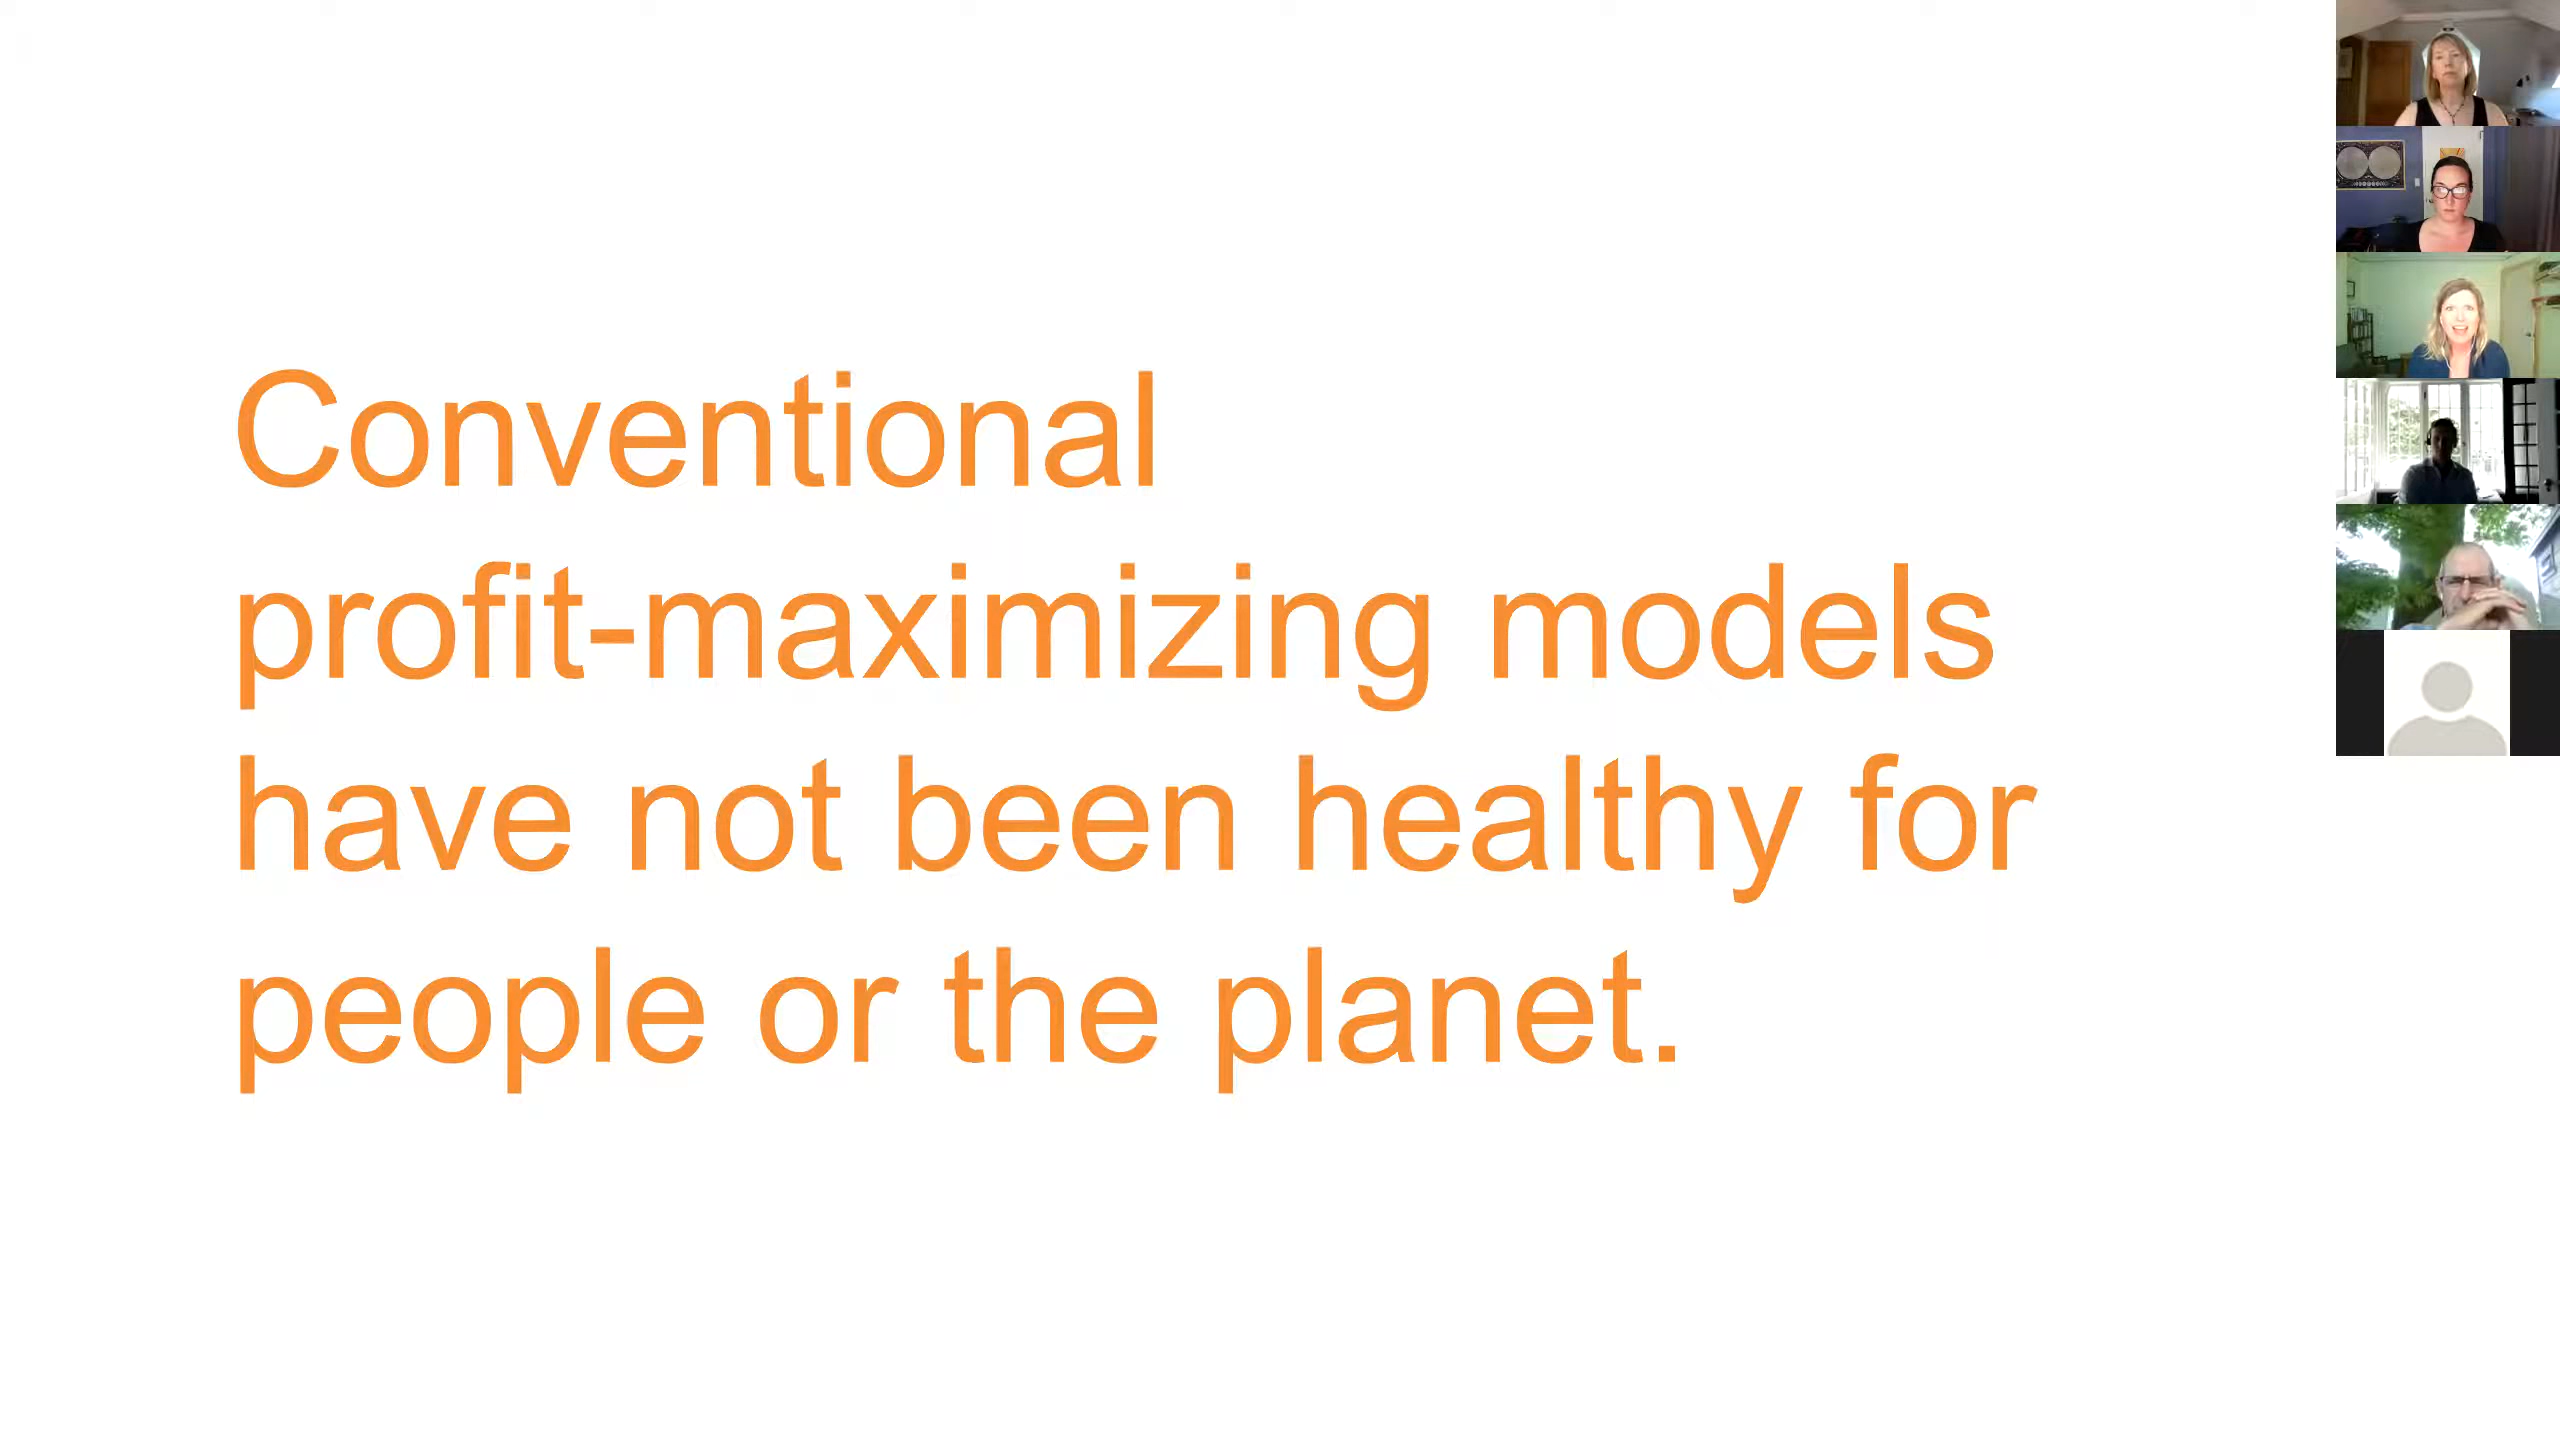 Conventional
profit-maximizing models
have not been healthy for
people or the planet.